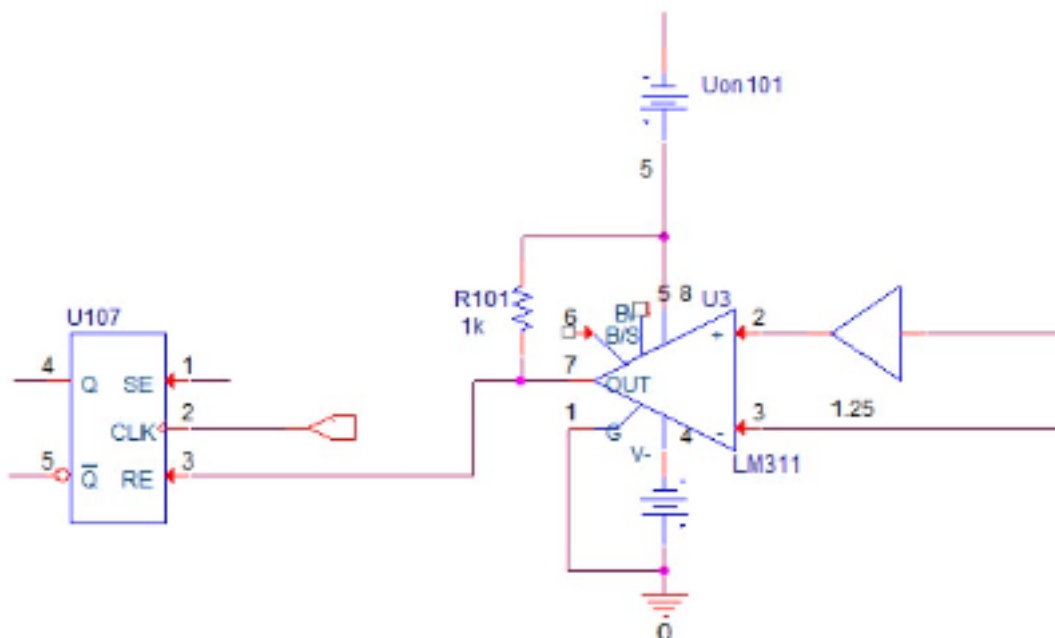 Uon101
5
R101
1k
6
5
8
U3
B/
B/S
+
2
7
OUT
1
G
-
3
1.25
4
V-
LM311
0
U107
4
Q
SE
1
CLK
2
5
Q̅
RE
3